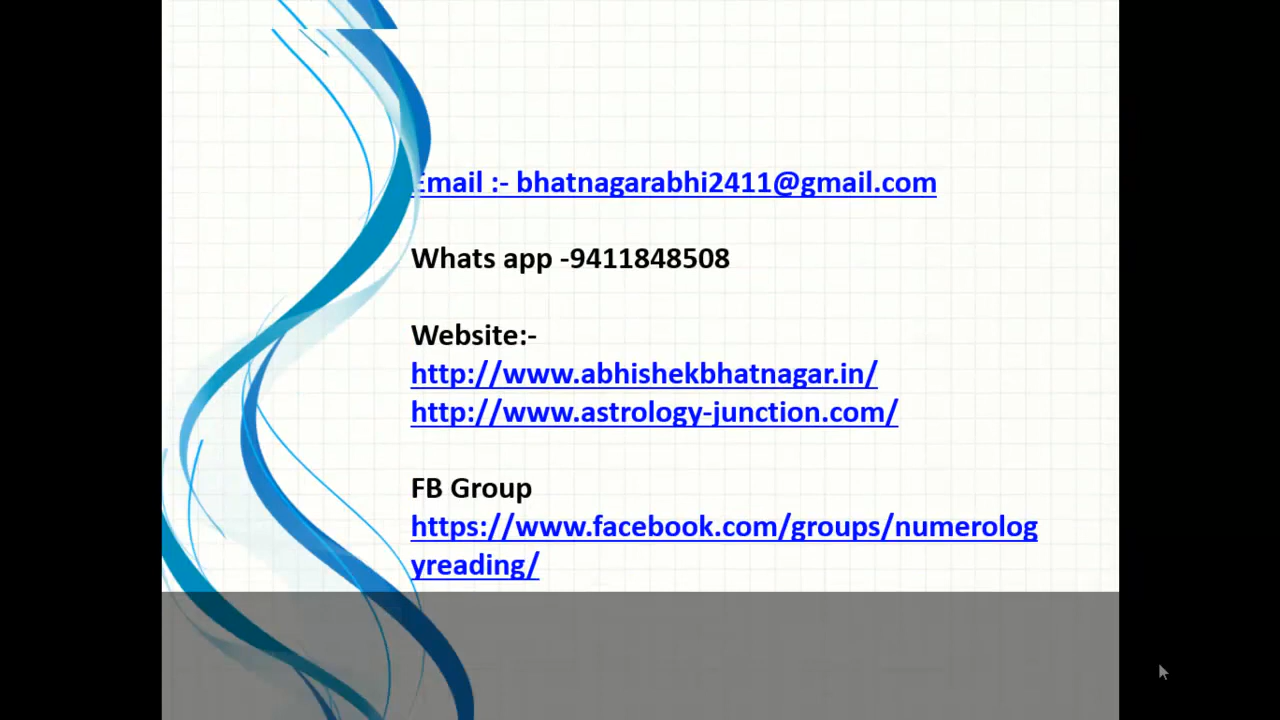 Email :- bhatnagarabhi2411@gmail.com
Whats app -9411848508
Website:-
http://www.abhishekbhatnagar.in/
http://www.astrology-junction.com/
FB Group
https://www.facebook.com/groups/numerolog
yreading/